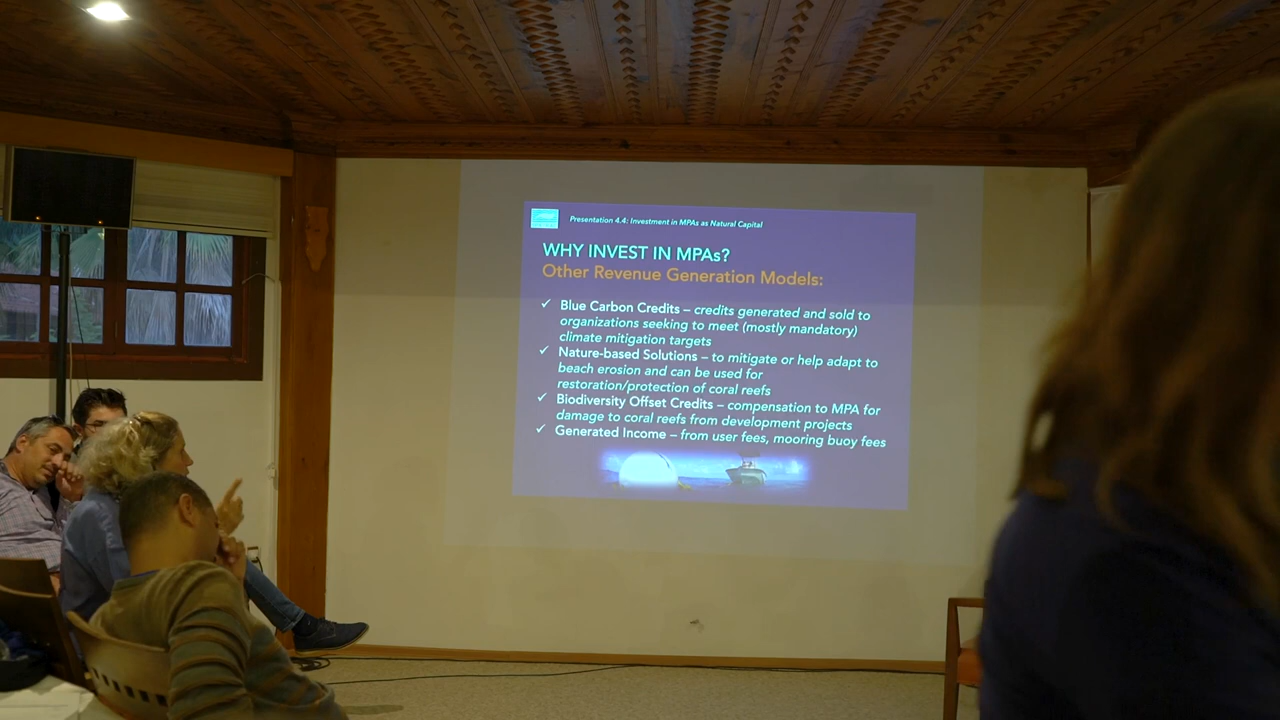 Presentation 4.4: Investment in MPAs as Natural Capital
WHY INVEST IN MPAs?
Other Revenue Generation Models:
✓ Blue Carbon Credits – credits generated and sold to
organizations seeking to meet (mostly mandatory)
climate mitigation targets
✓ Nature-based Solutions – to mitigate or help adapt to
beach erosion and can be used for
restoration/protection of coral reefs
✓ Biodiversity Offset Credits – compensation to MPA for
damage to coral reefs from development projects
✓ Generated Income – from user fees, mooring buoy fees